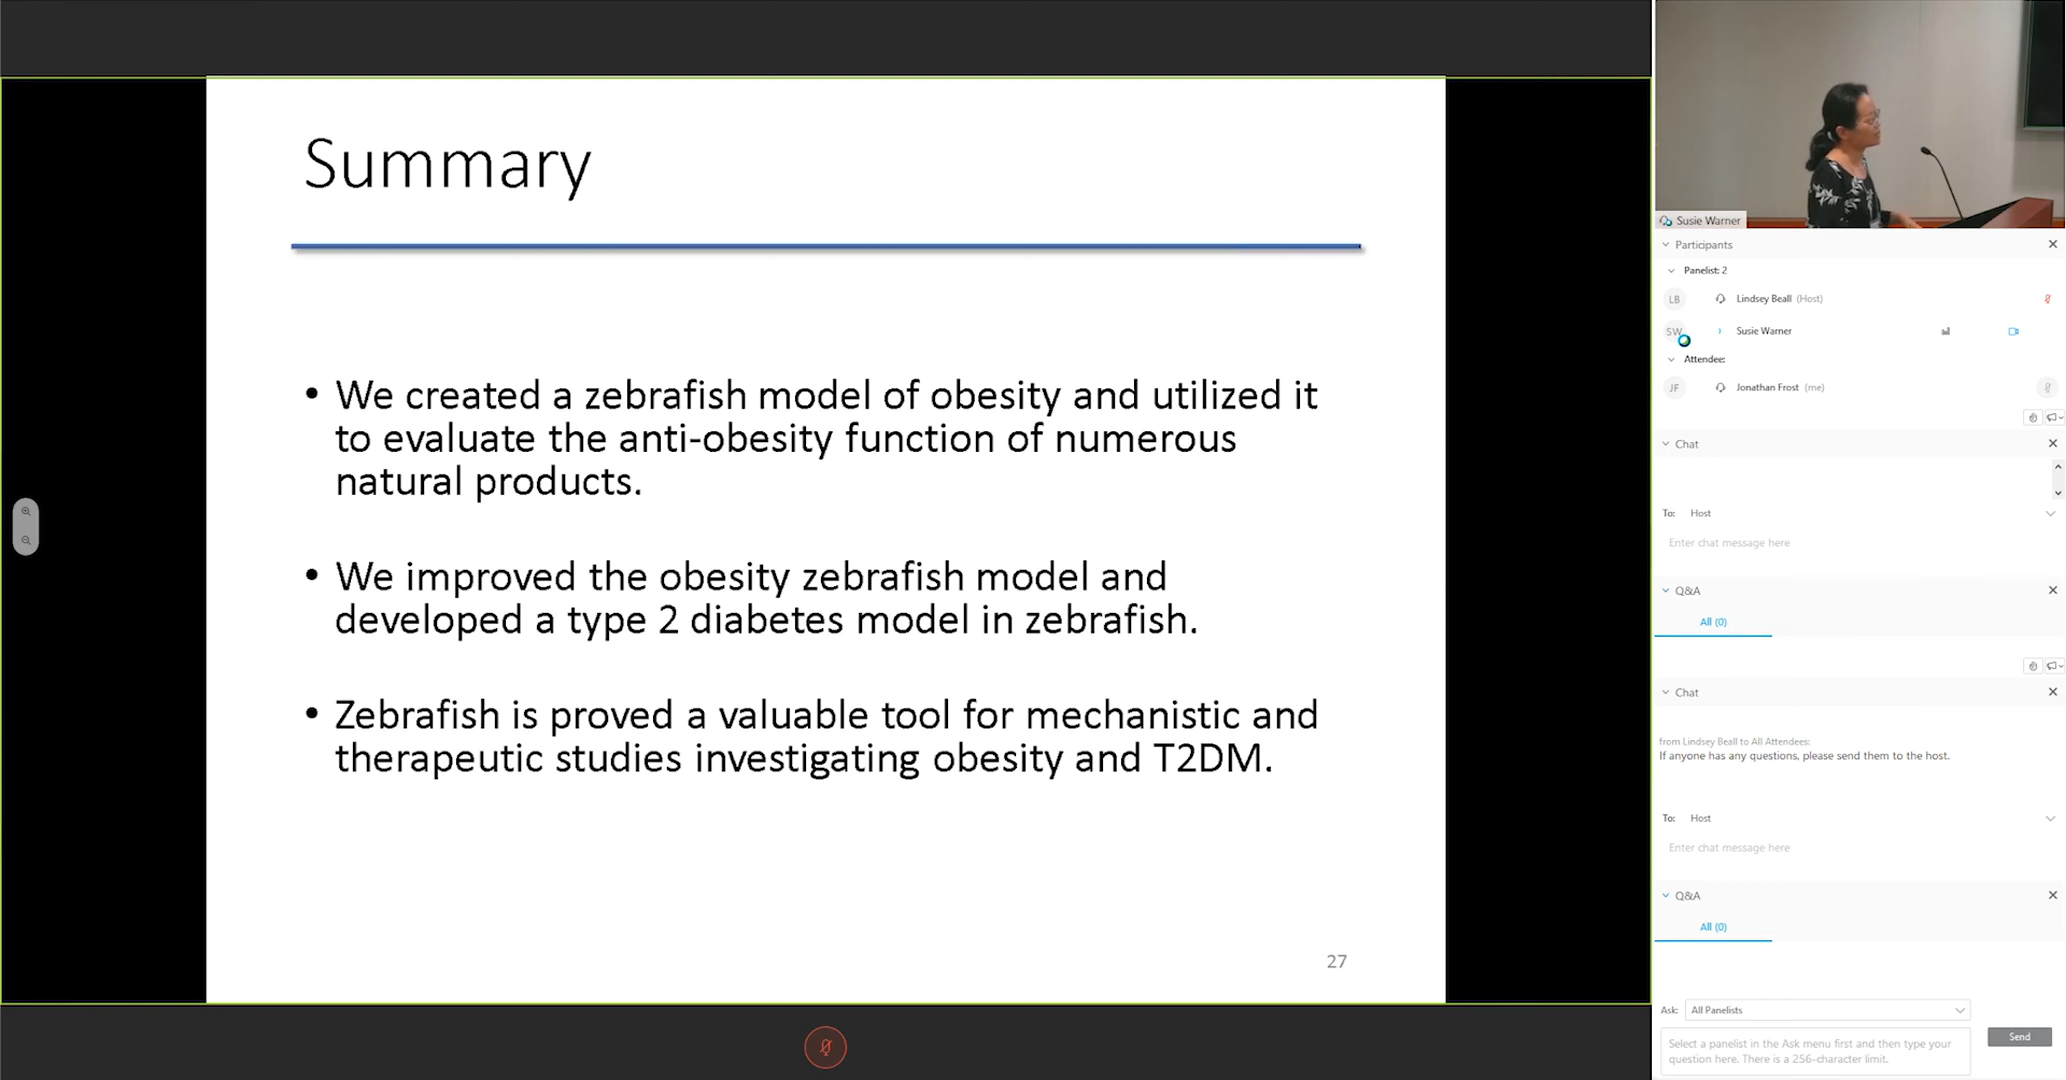 Summary
• We created a zebrafish model of obesity and utilized it
to evaluate the anti-obesity function of numerous
natural products.
• We improved the obesity zebrafish model and
developed a type 2 diabetes model in zebrafish.
• Zebrafish is proved a valuable tool for mechanistic and
therapeutic studies investigating obesity and T2DM.
27
Susie Warner
Participants
Panelist: 2
LB Lindsey Beall (Host)
SW Susie Warner
Attendee:
JF Jonathan Frost (me)
Chat
To: Host
Enter chat message here
Q&A
All (0)
Chat
from Lindsey Beall to All Attendees:
If anyone has any questions, please send them to the host.
To: Host
Enter chat message here
Q&A
All (0)
Ask: All Panelists
Select a panelist in the Ask menu first and then type your
question here. There is a 256-character limit.
Send